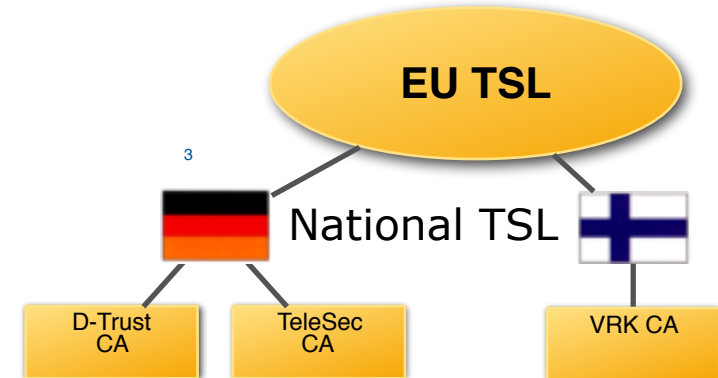 EU TSL
3
National TSL
D-Trust
CA
TeleSec
CA
VRK CA